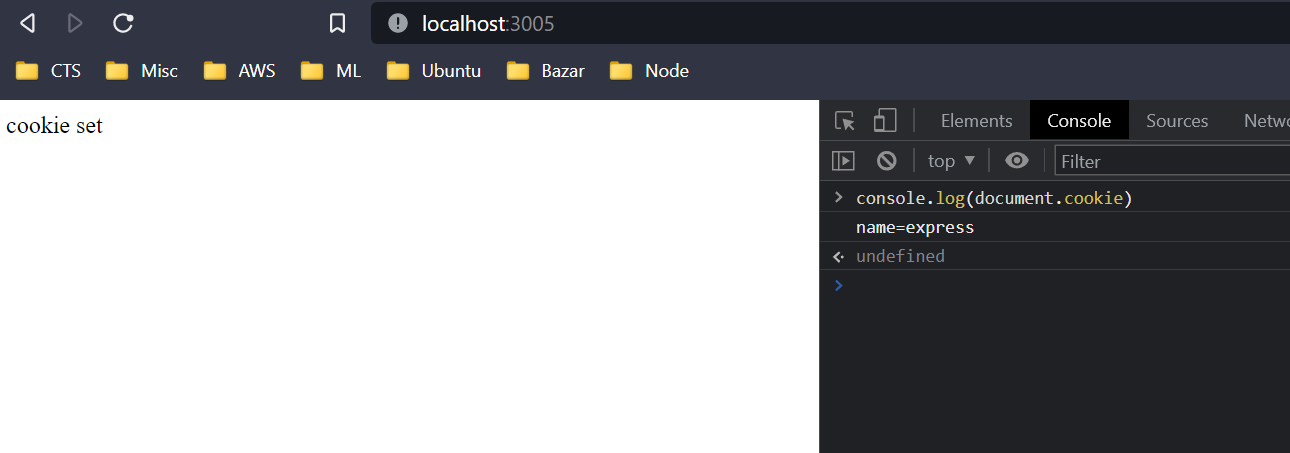 localhost:3005
CTS Misc AWS ML Ubuntu Bazar Node
cookie set
Elements Console Sources Netwo
top Filter
console.log(document.cookie)
name=express
undefined